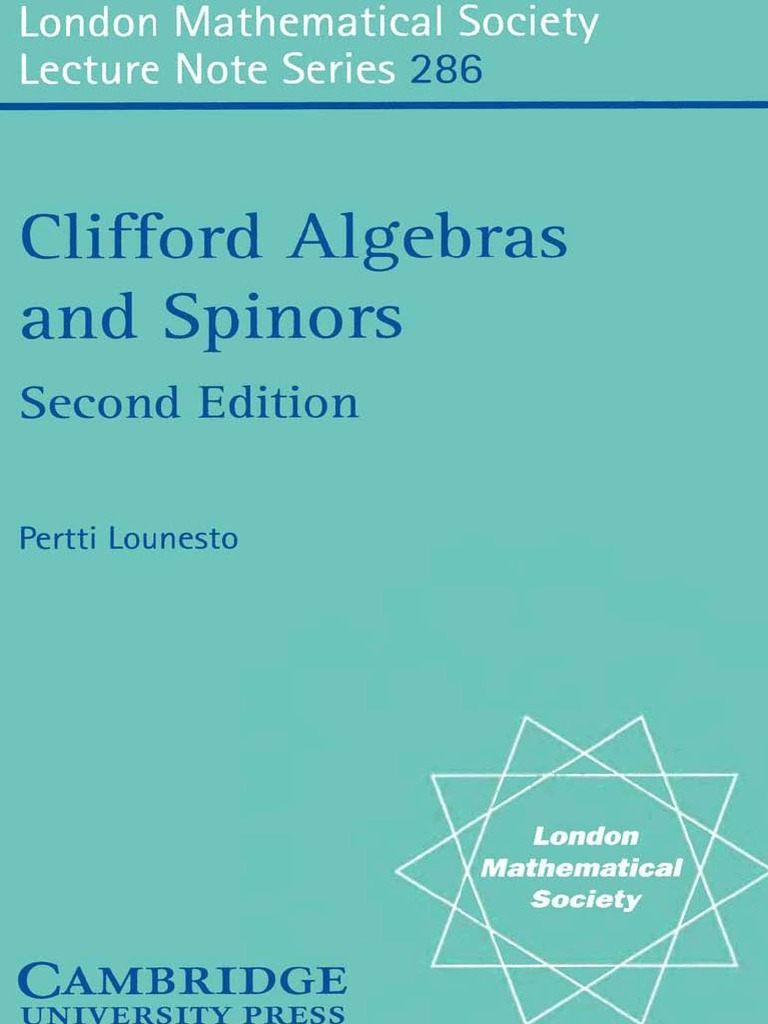 London Mathematical Society
Lecture Note Series 286
Clifford Algebras
and Spinors
Second Edition
Pertti Lounesto
London
Mathematical
Society
CAMBRIDGE
UNIVERSITY PRESS